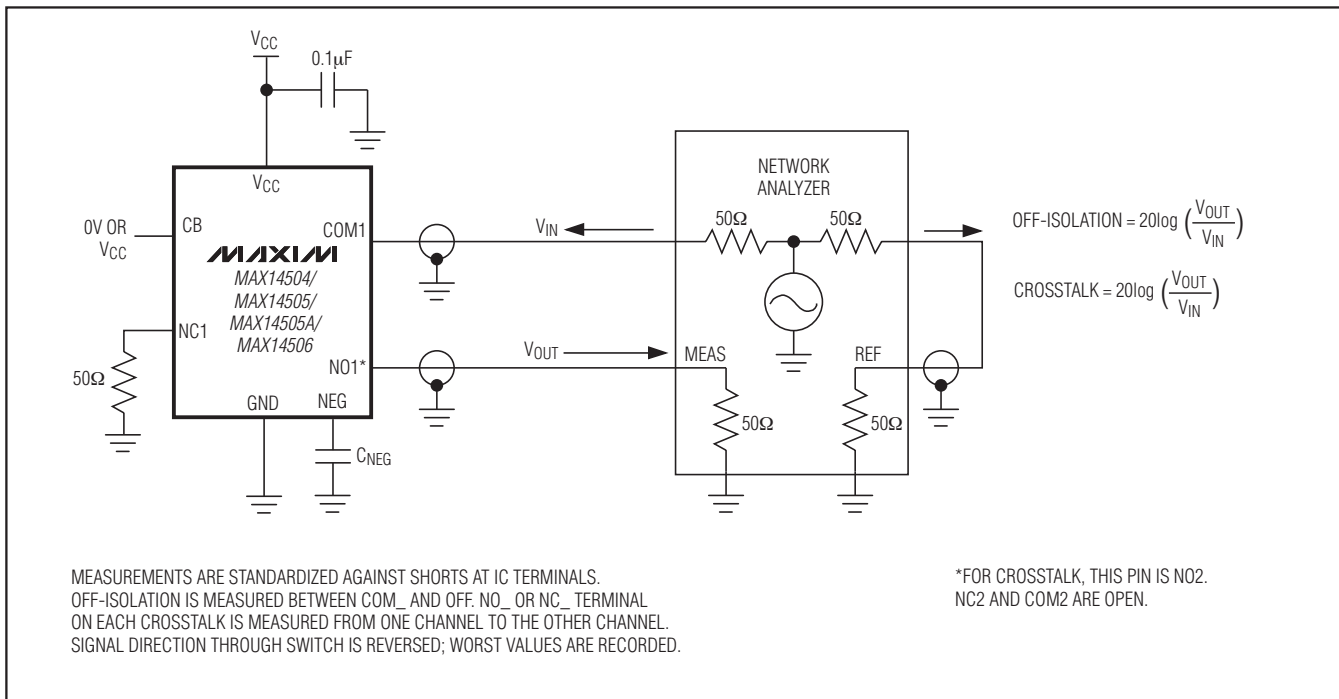 VCC
0.1µF
VCC
0V OR
VCC
CB
COM1
MAXIM
MAX14504/
MAX14505/
MAX14505A/
MAX14506
NC1
NO1*
50Ω
GND
NEG
CNEG
VIN
VOUT
NETWORK
ANALYZER
50Ω
50Ω
MEAS
REF
50Ω
50Ω
OFF-ISOLATION = 20log (VOUT/VIN)
CROSSTALK = 20log (VOUT/VIN)
MEASUREMENTS ARE STANDARDIZED AGAINST SHORTS AT IC TERMINALS.
OFF-ISOLATION IS MEASURED BETWEEN COM_ AND OFF. NO_ OR NC_ TERMINAL
ON EACH CROSSTALK IS MEASURED FROM ONE CHANNEL TO THE OTHER CHANNEL.
SIGNAL DIRECTION THROUGH SWITCH IS REVERSED; WORST VALUES ARE RECORDED.
*FOR CROSSTALK, THIS PIN IS NO2.
NC2 AND COM2 ARE OPEN.